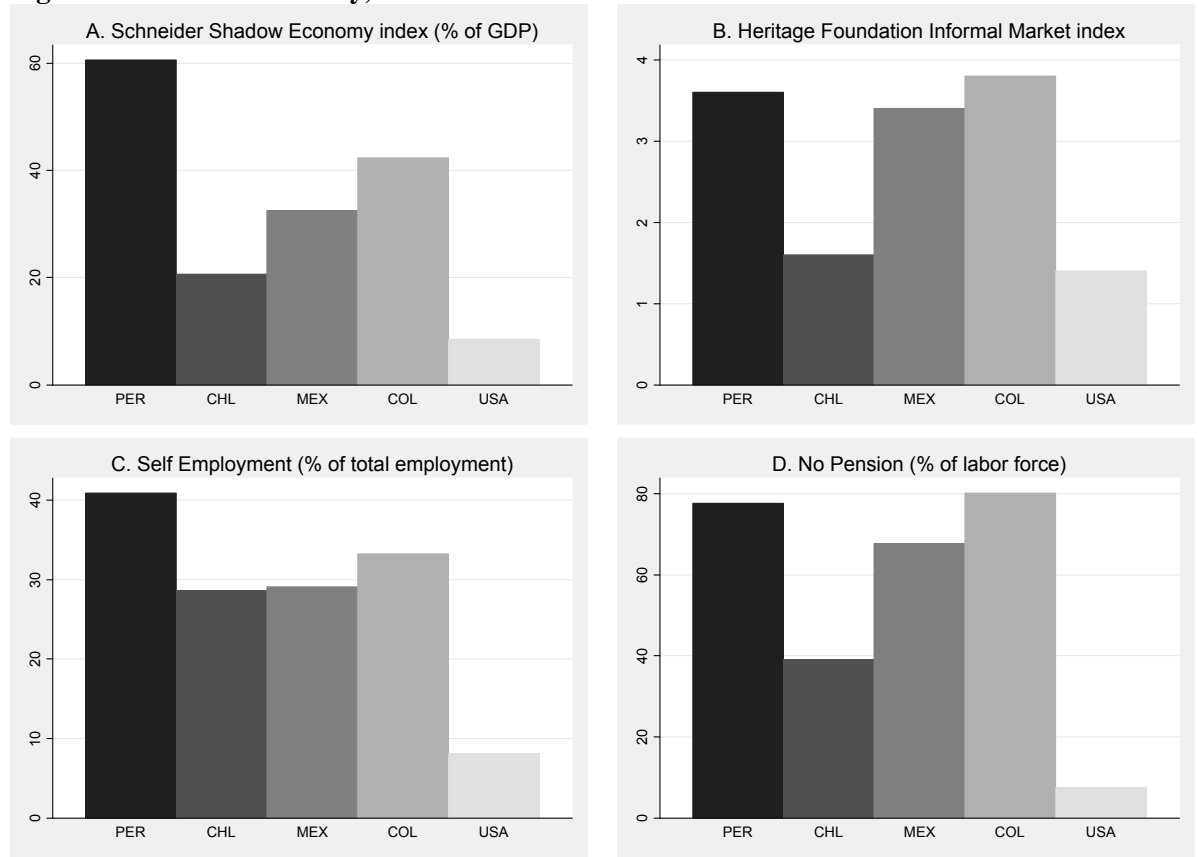 A. Schneider Shadow Economy index (% of GDP)
60
40
20
0
PER CHL MEX COL USA
B. Heritage Foundation Informal Market index
4
3
2
1
0
PER CHL MEX COL USA
C. Self Employment (% of total employment)
40
30
20
10
0
PER CHL MEX COL USA
D. No Pension (% of labor force)
80
60
40
20
0
PER CHL MEX COL USA